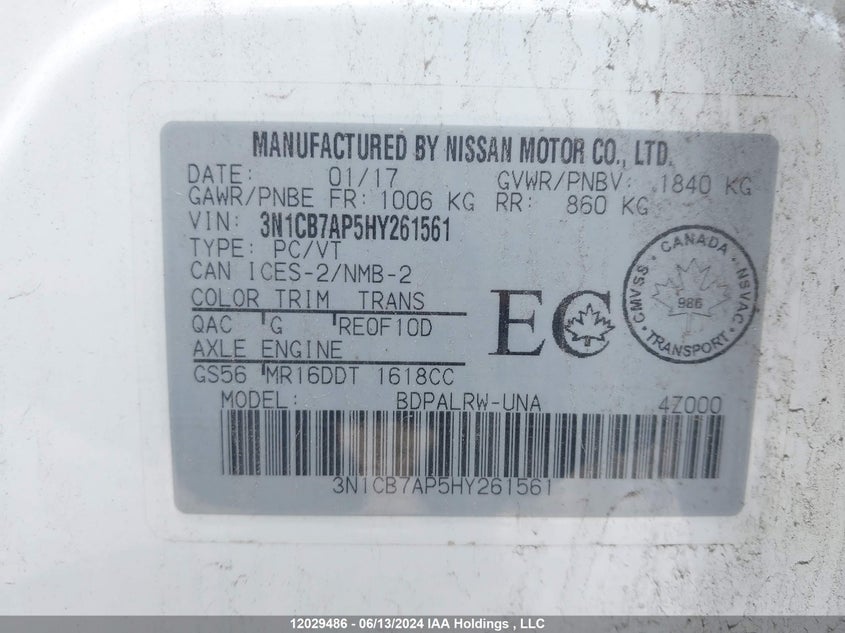 MANUFACTURED BY NISSAN MOTOR CO., LTD.
DATE: 01/17 GVWR/PNBV: 1840 KG
GAWR/PNBE FR: 1006 KG RR: 860 KG
VIN: 3N1CB7AP5HY261561
TYPE: PC/VT
CAN ICES-2/NMB-2
COLOR TRIM TRANS
QAC G RE0F10D
AXLE ENGINE
GS56 MR16DDT 1618CC
EC
CANADA
CMVSS NSVAC
986
TRANSPORT
MODEL: BDPALRW-UNA 4Z000
3N1CB7AP5HY261561
12029486 - 06/13/2024 IAA Holdings , LLC